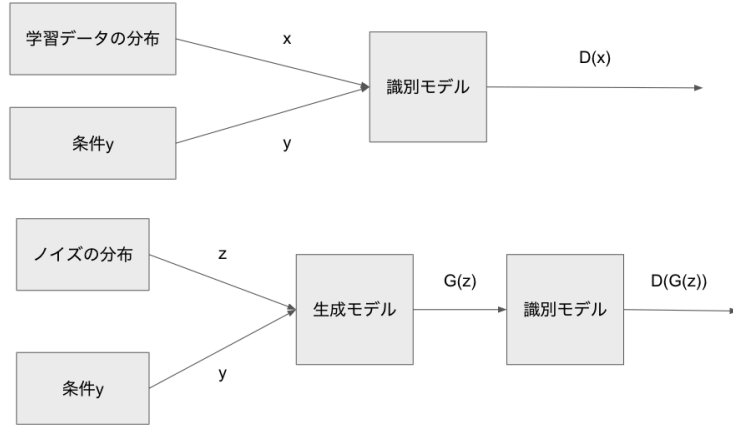 学習データの分布
x
識別モデル
D(x)
条件y
y
ノイズの分布
z
生成モデル
G(z)
識別モデル
D(G(z))
条件y
y